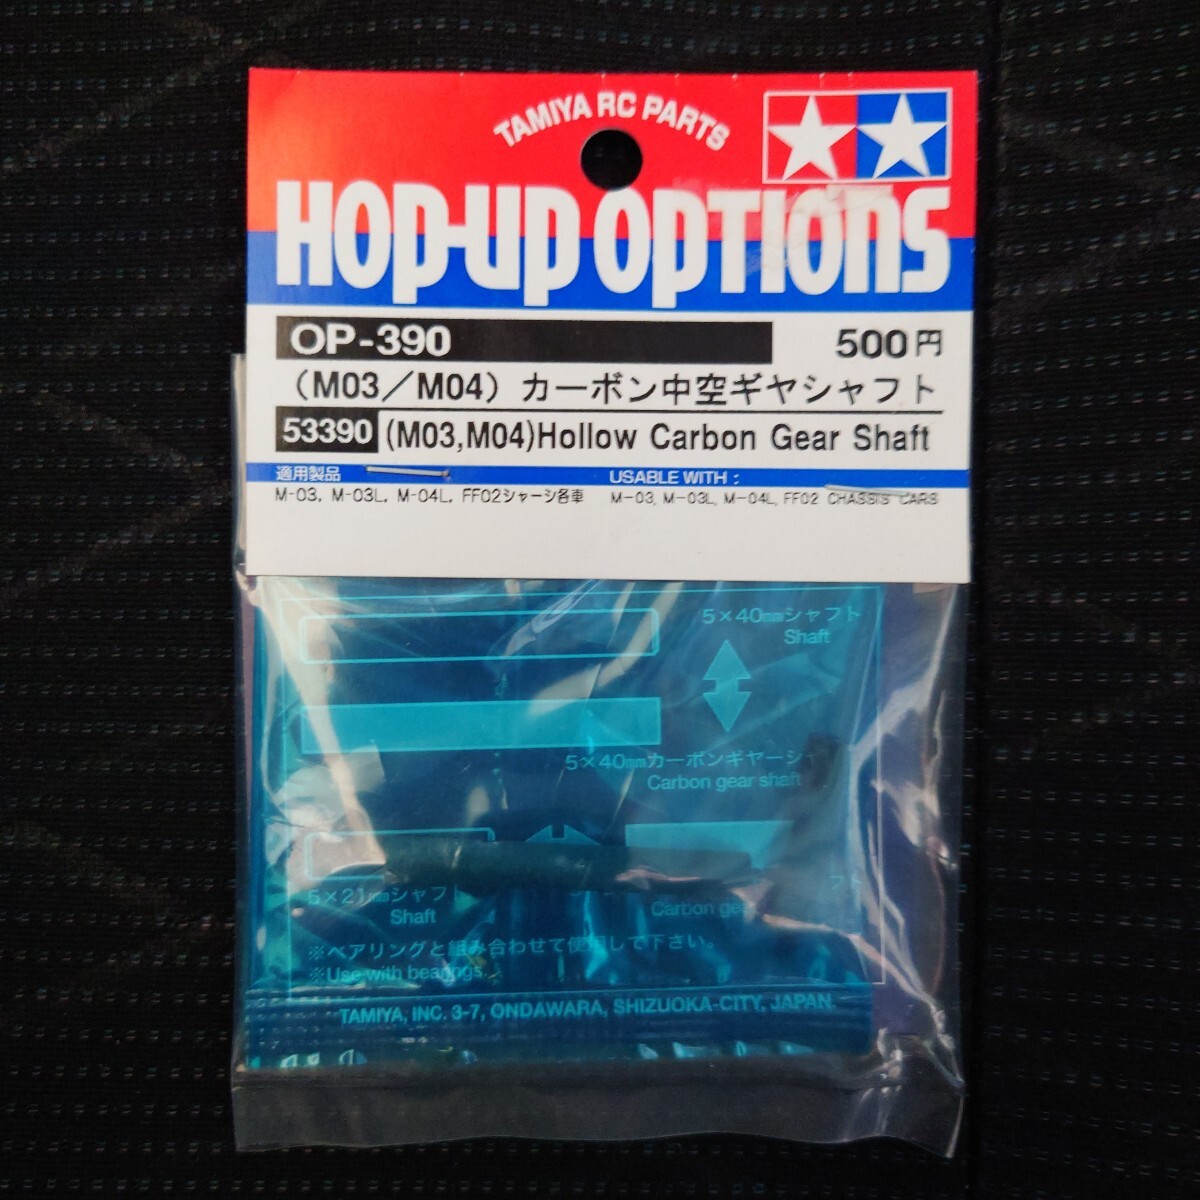 TAMIYA RC PARTS
HOP-UP OPTIONS
OP-390 500円
（M03／M04）カーボン中空ギヤシャフト
53390 (M03,M04)Hollow Carbon Gear Shaft
適用製品 USABLE WITH :
M-03, M-03L, M-04L, FF02シャーシ各車 M-03, M-03L, M-04L, FF02 CHASSIS CARS
5×40mmシャフト
Shaft
5×40mmカーボンギヤーシャ
Carbon gear shaft
5×21mmシャフト
Shaft
Carbon
※ベアリングと組み合わせて使用して下さい。
※Use with bearings.
TAMIYA, INC. 3-7, ONDAWARA, SHIZUOKA-CITY, JAPAN.